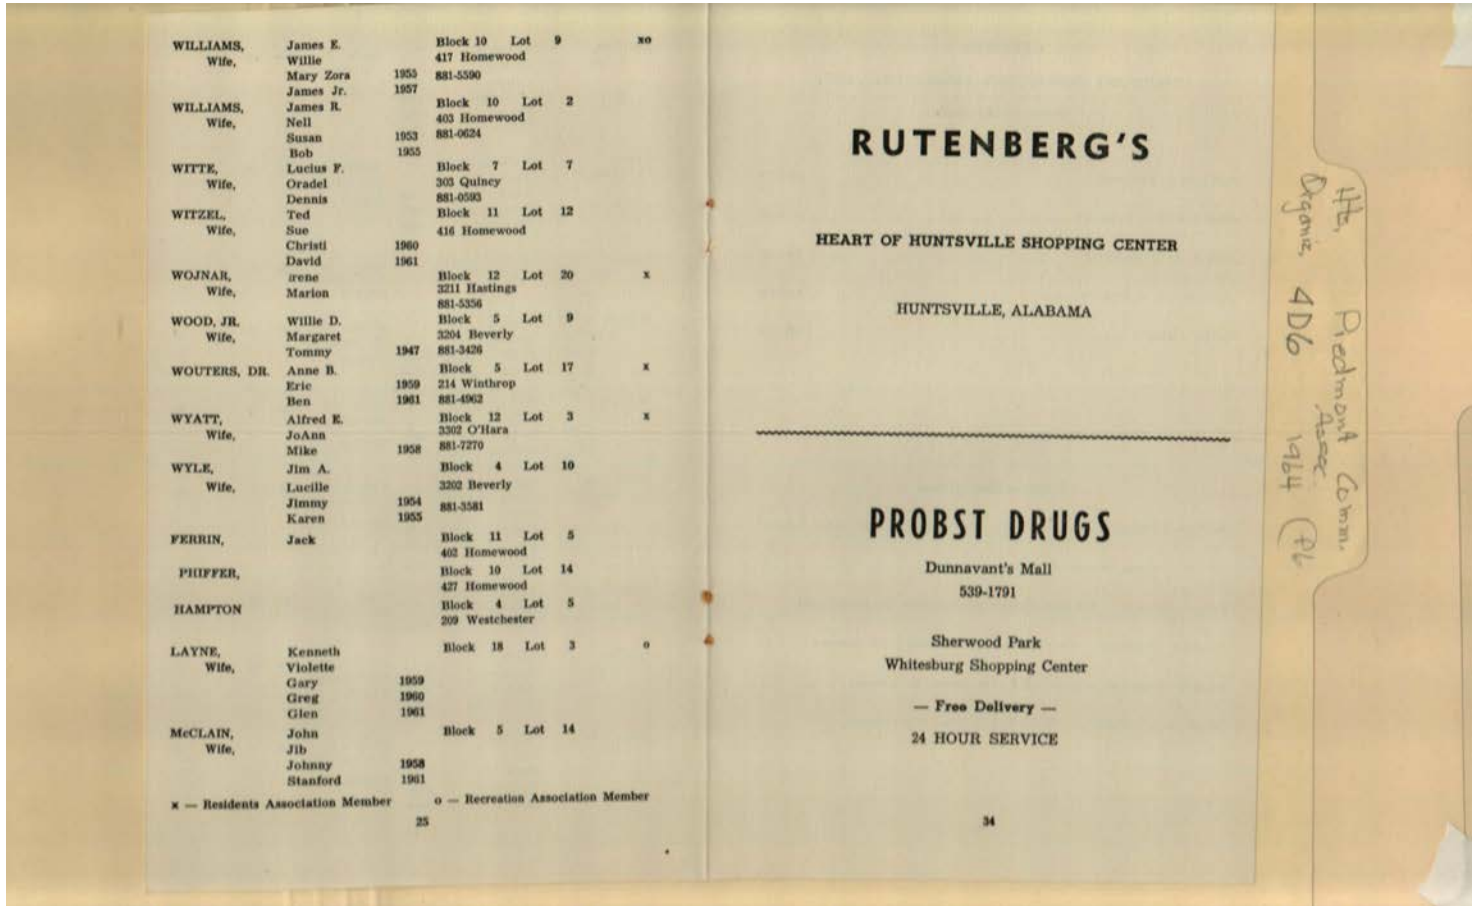 WILLIAMS, James E. Block 10 Lot 9 xo
Wife, Willie 417 Homewood
Mary Zora 1955 881-5590
James Jr. 1957
WILLIAMS, James R. Block 10 Lot 2
Wife, Nell 403 Homewood
Susan 1953 881-0624
Bob 1955
WITTE, Lucius F. Block 7 Lot 7
Wife, Oradel 303 Quincy
Dennis 881-0593
WITZEL, Ted Block 11 Lot 12
Wife, Sue 416 Homewood
Christi 1960
David 1961
WOJNAR, Irene Block 12 Lot 20 x
Wife, Marion 3211 Hastings
881-5356
WOOD, JR. Willie D. Block 5 Lot 9
Wife, Margaret 3204 Beverly
Tommy 1947 881-3426
WOUTERS, DR. Anne B. Block 5 Lot 17 x
Eric 1959 214 Winthrop
Ben 1961 881-4962
WYATT, Alfred E. Block 12 Lot 3 x
Wife, JoAnn 3302 O'Hara
Mike 1958 881-7270
WYLE, Jim A. Block 4 Lot 10
Wife, Lucille 3202 Beverly
Jimmy 1954 881-3581
Karen 1955
FERRIN, Jack Block 11 Lot 5
402 Homewood
PHIFFER, Block 10 Lot 14
427 Homewood
HAMPTON Block 4 Lot 5
209 Westchester
LAYNE, Kenneth Block 18 Lot 3 o
Wife, Violette
Gary 1959
Greg 1960
Glen 1961
McCLAIN, John Block 5 Lot 14
Wife, Jib
Johnny 1958
Stanford 1961
x — Residents Association Member o — Recreation Association Member
25
RUTENBERG'S
HEART OF HUNTSVILLE SHOPPING CENTER
HUNTSVILLE, ALABAMA
PROBST DRUGS
Dunnavant's Mall
539-1791
Sherwood Park
Whitesburg Shopping Center
— Free Delivery —
24 HOUR SERVICE
34
Piedmont Comm.
Assoc.
4D6 1964